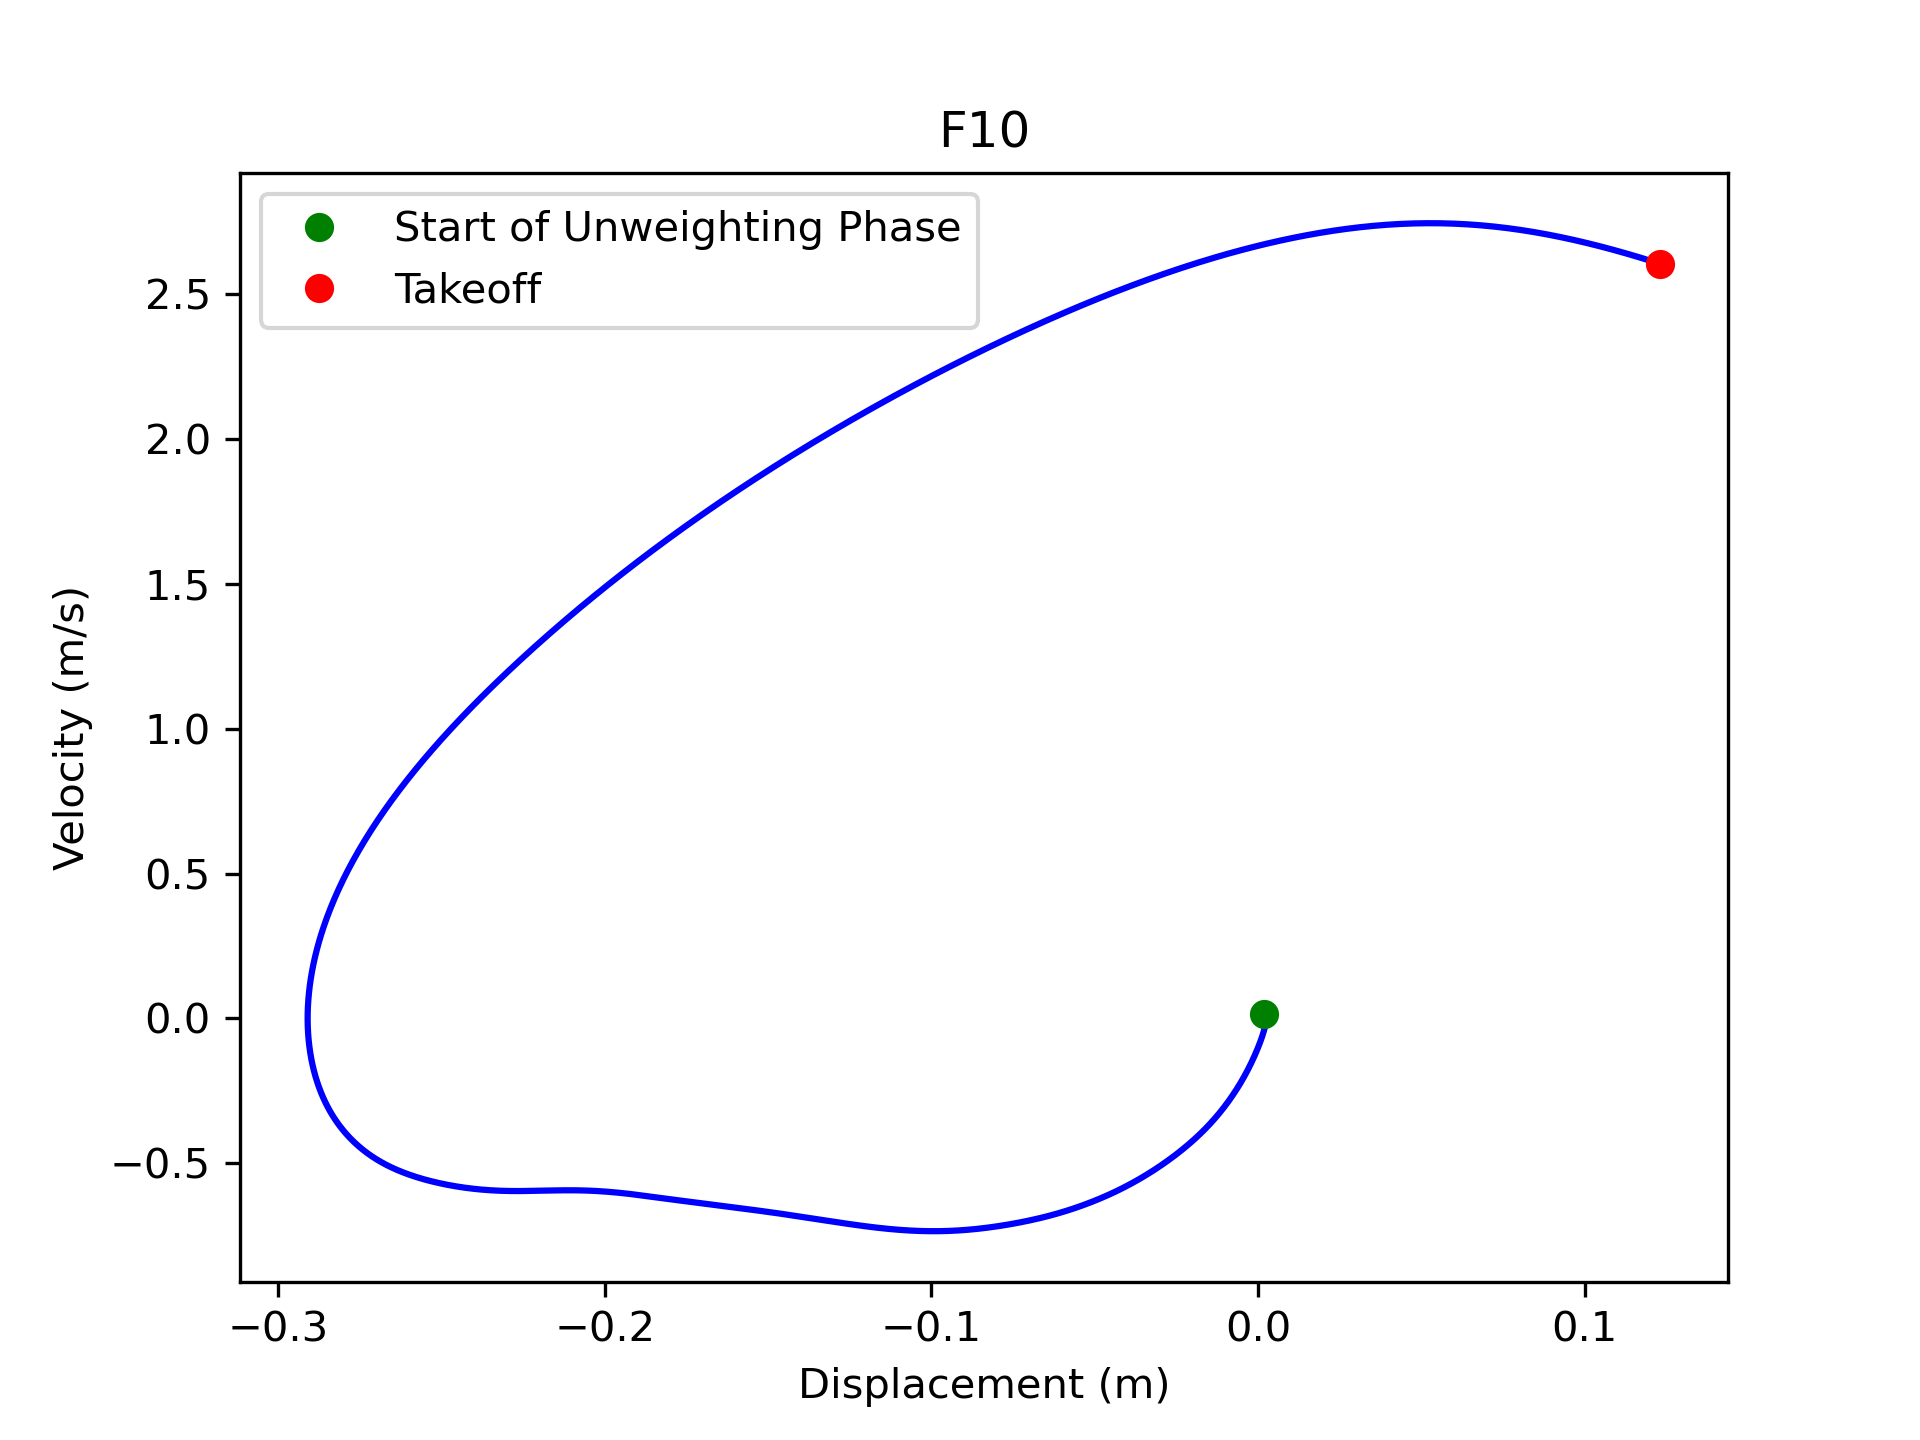 F10
Start of Unweighting Phase
Takeoff
2.5
2.0
1.5
1.0
0.5
0.0
−0.5
Velocity (m/s)
−0.3 −0.2 −0.1 0.0 0.1
Displacement (m)